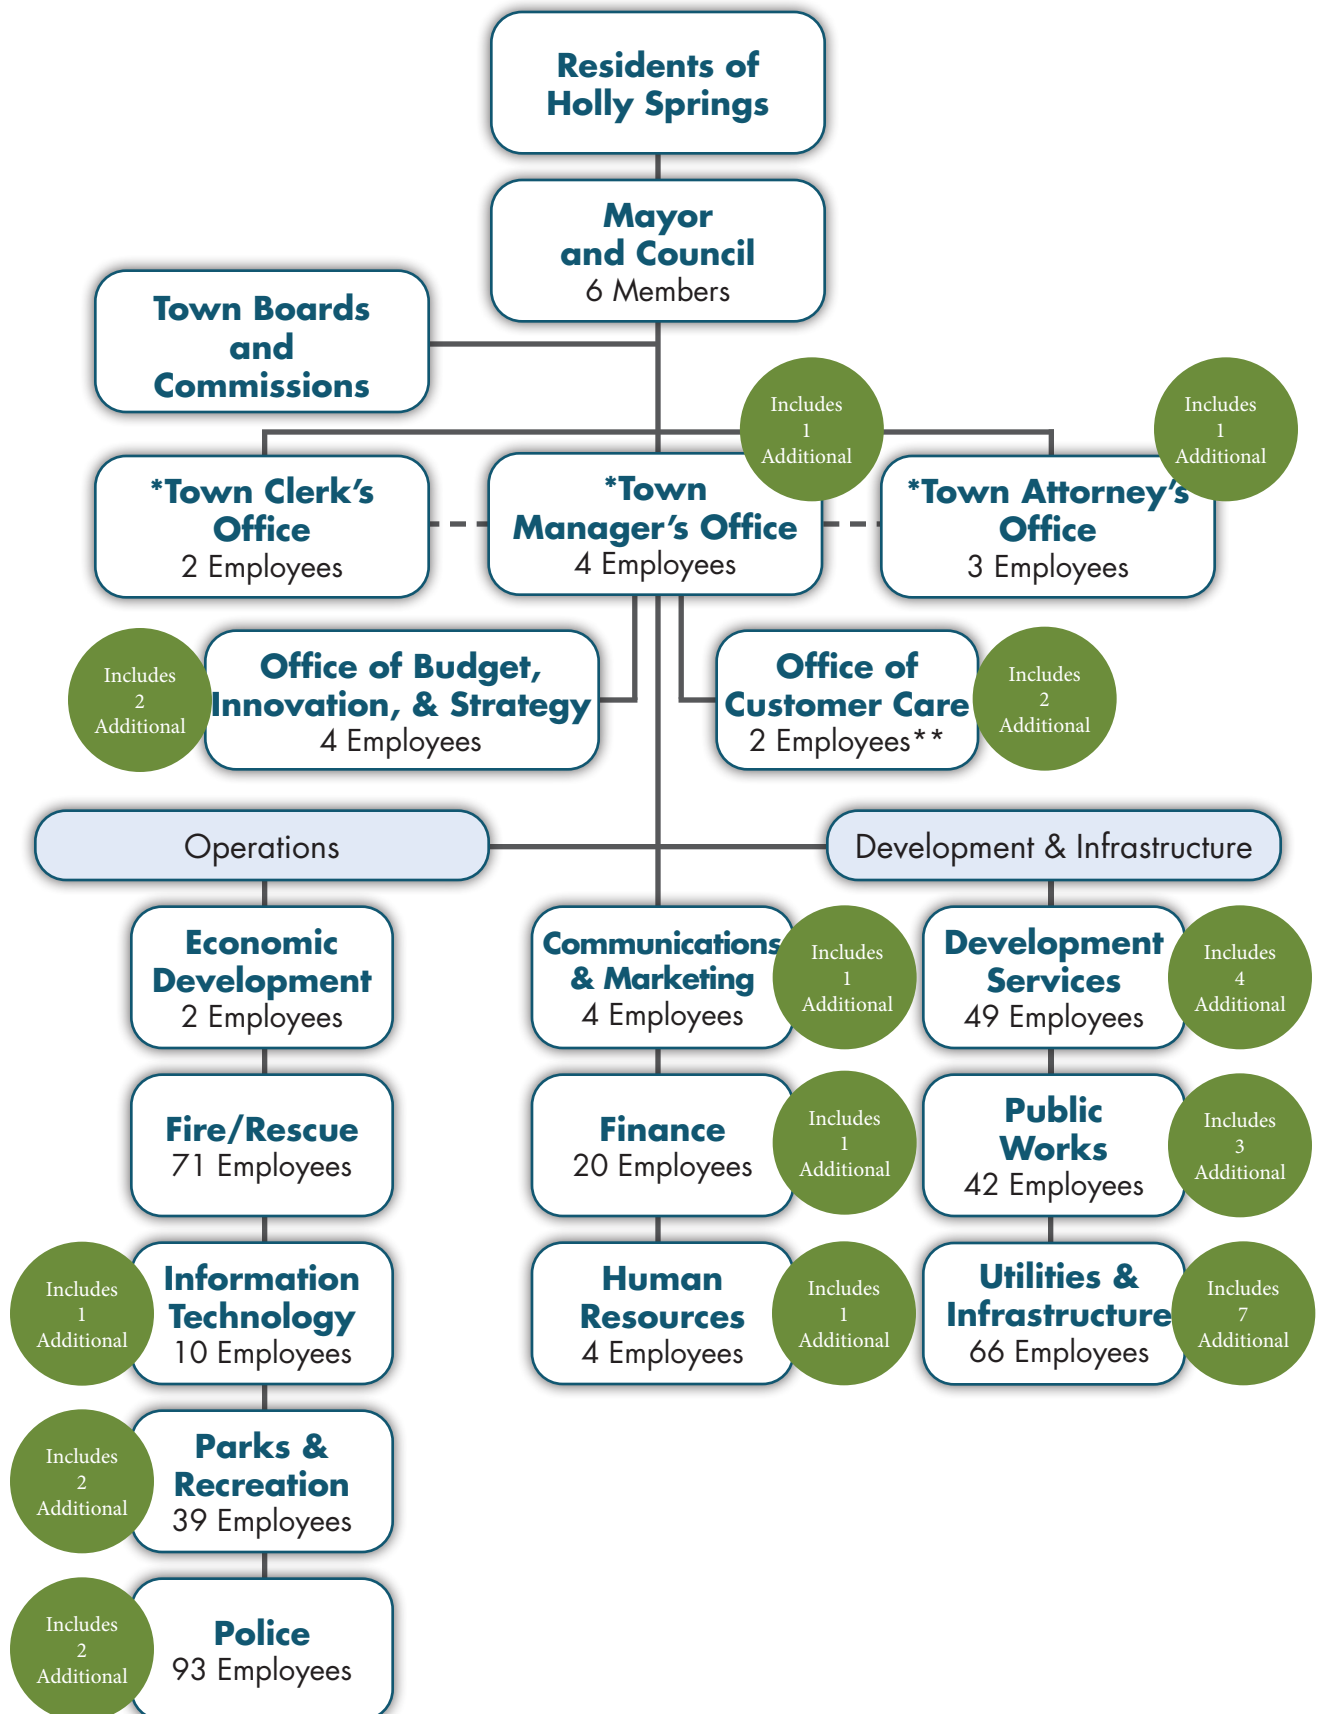 Residents of
Holly Springs
Mayor
and Council
6 Members
Town Boards
and
Commissions
Includes
1
Additional
Includes
1
Additional
*Town Clerk's
Office
2 Employees
*Town
Manager's Office
4 Employees
*Town Attorney's
Office
3 Employees
Includes
2
Additional
Office of Budget,
Innovation, & Strategy
4 Employees
Office of
Customer Care
2 Employees**
Includes
2
Additional
Operations
Development & Infrastructure
Economic
Development
2 Employees
Communications
& Marketing
4 Employees
Includes
1
Additional
Development
Services
49 Employees
Includes
4
Additional
Fire/Rescue
71 Employees
Finance
20 Employees
Includes
1
Additional
Public
Works
42 Employees
Includes
3
Additional
Includes
1
Additional
Information
Technology
10 Employees
Human
Resources
4 Employees
Includes
1
Additional
Utilities &
Infrastructure
66 Employees
Includes
7
Additional
Includes
2
Additional
Parks &
Recreation
39 Employees
Includes
2
Additional
Police
93 Employees